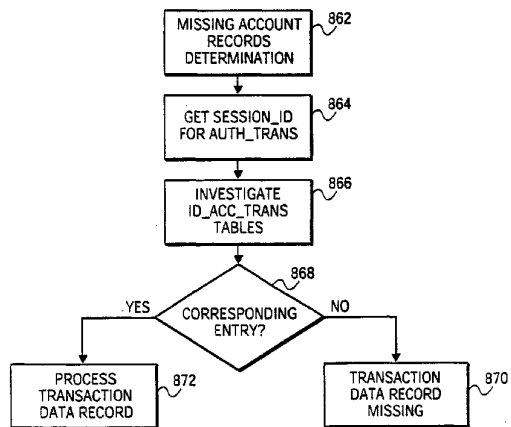 MISSING ACCOUNT
RECORDS
DETERMINATION
862
GET SESSION_ID
FOR AUTH_TRANS
864
INVESTIGATE
ID_ACC_TRANS
TABLES
866
868
CORRESPONDING
ENTRY?
YES
NO
PROCESS
TRANSACTION
DATA RECORD
872
TRANSACTION
DATA RECORD
MISSING
870